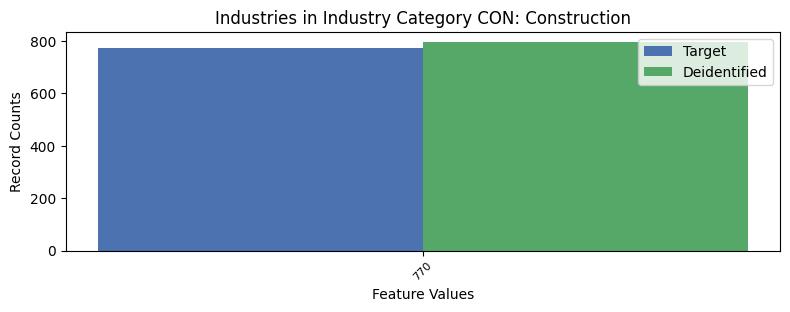 Industries in Industry Category CON: Construction
Target
Deidentified
800
600
400
200
0
Record Counts
770
Feature Values